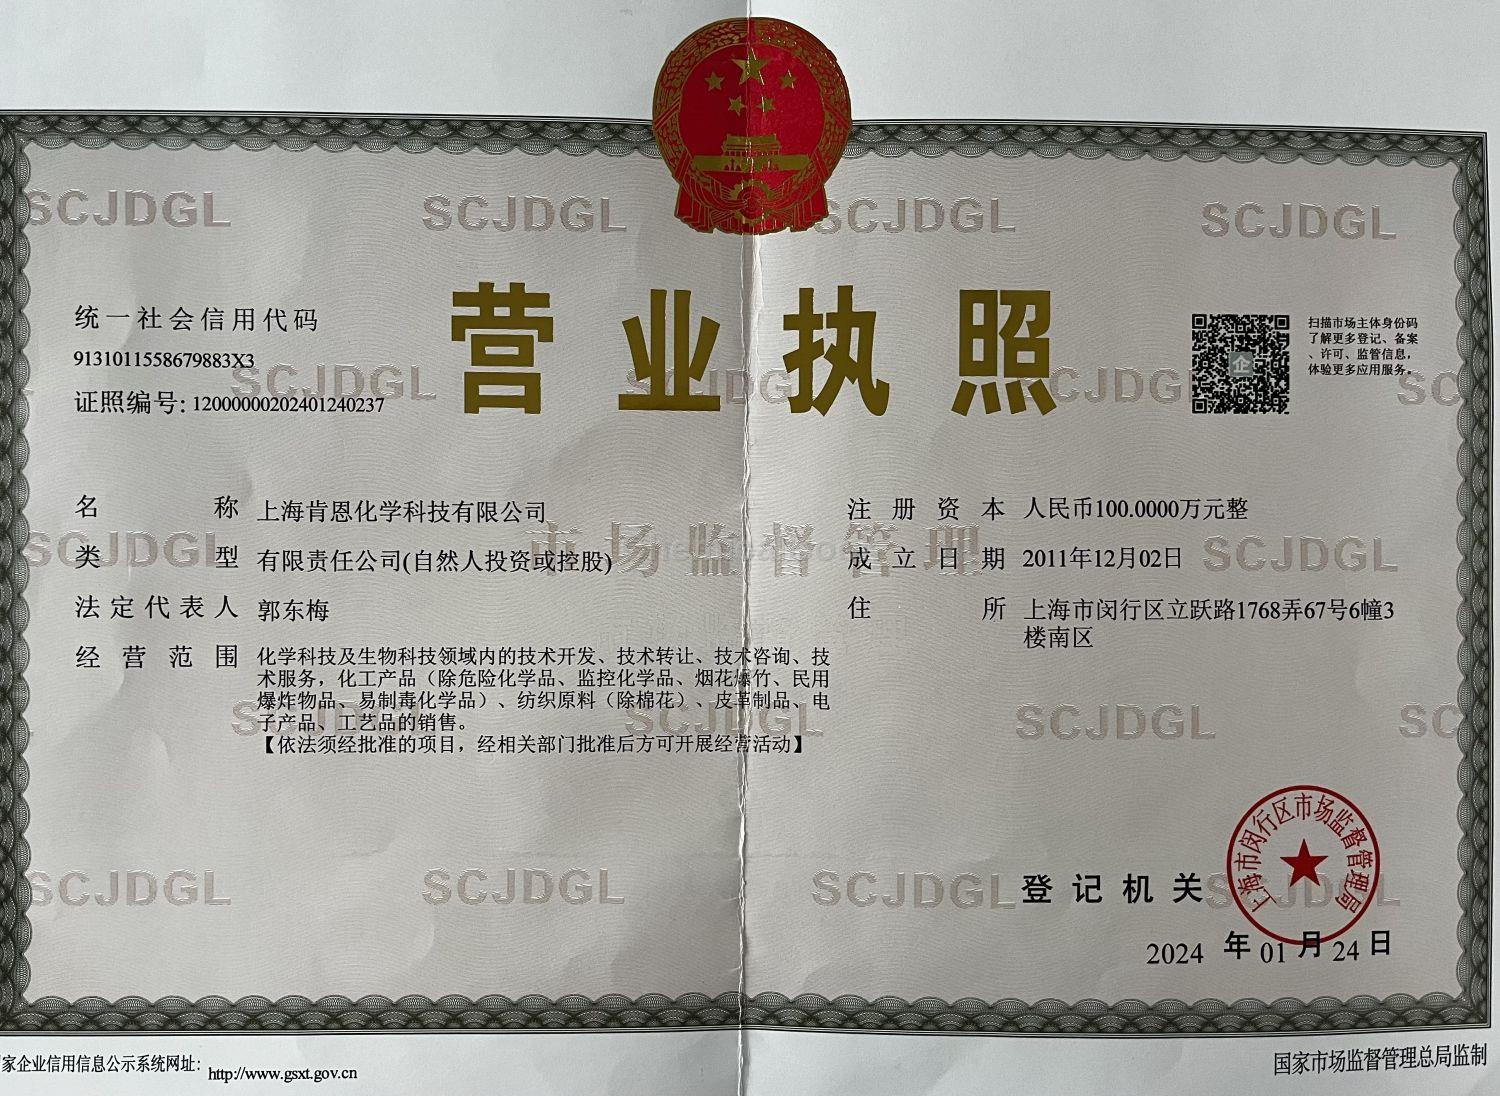 营业执照
统一社会信用代码
9131011558679883X3
证照编号: 12000000202401240237
扫描市场主体身份码
了解更多登记、备案
、许可、监管信息，
体验更多应用服务。
名称 上海肯恩化学科技有限公司
类型 有限责任公司(自然人投资或控股)
法定代表人 郭东梅
经营范围 化学科技及生物科技领域内的技术开发、技术转让、技术咨询、技
术服务，化工产品（除危险化学品、监控化学品、烟花爆竹、民用
爆炸物品、易制毒化学品）、纺织原料（除棉花）、皮革制品、电
子产品、工艺品的销售。
【依法须经批准的项目，经相关部门批准后方可开展经营活动】
注册资本 人民币100.0000万元整
成立日期 2011年12月02日
住所 上海市闵行区立跃路1768弄67号6幢3
楼南区
登记机关
上海市闵行区市场监督管理局
2024 年 01 月 24 日
家企业信用信息公示系统网址: http://www.gsxt.gov.cn
国家市场监督管理总局监制
SCJDGL
市场监督管理